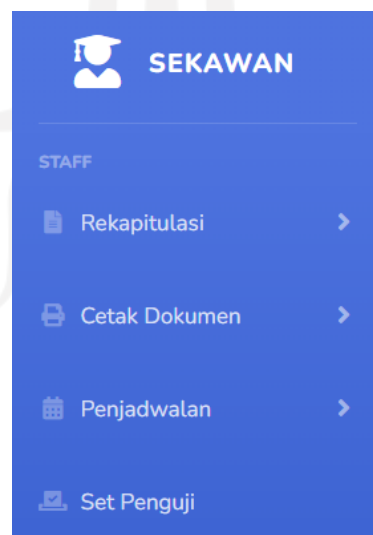 SEKAWAN
STAFF
Rekapitulasi
Cetak Dokumen
Penjadwalan
Set Penguji